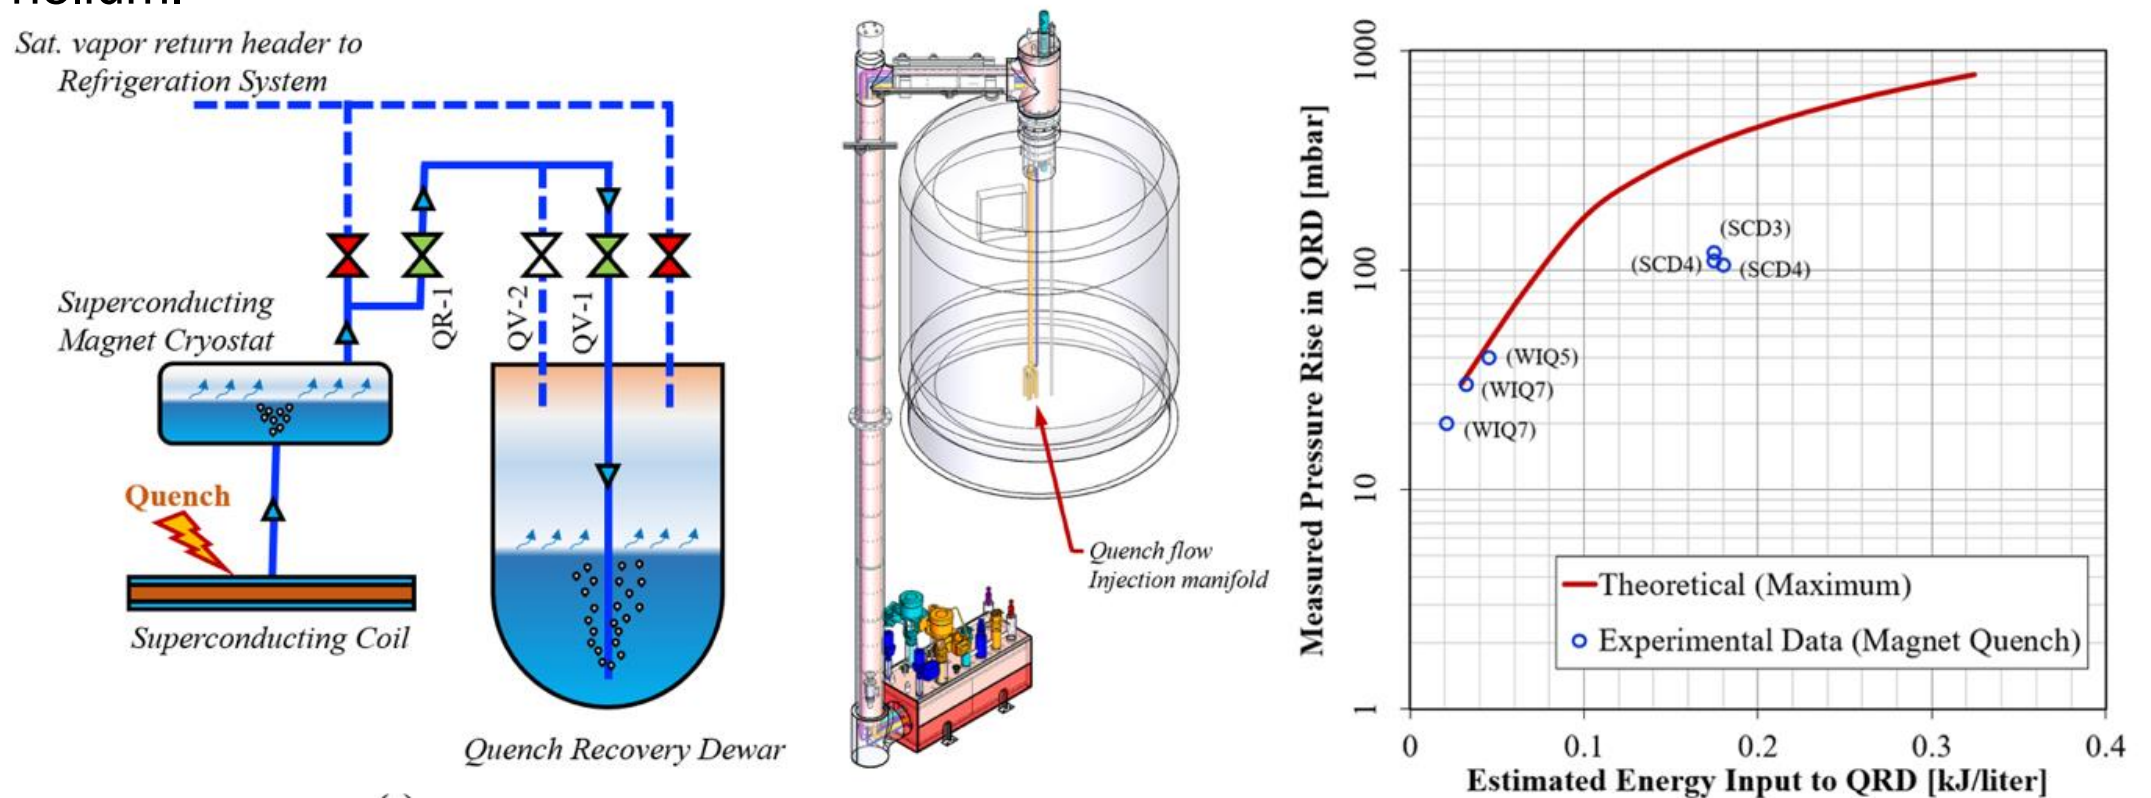 helium.
Sat. vapor return header to
Refrigeration System
Superconducting
Magnet Cryostat
QR-1
QV-2
QV-1
Quench
Superconducting Coil
Quench Recovery Dewar
Quench flow
Injection manifold
Measured Pressure Rise in QRD [mbar]
1000
100
10
1
(SCD3)
(SCD4)
(SCD4)
(WIQ5)
(WIQ7)
(WIQ7)
Theoretical (Maximum)
Experimental Data (Magnet Quench)
0
0.1
0.2
0.3
0.4
Estimated Energy Input to QRD [kJ/liter]